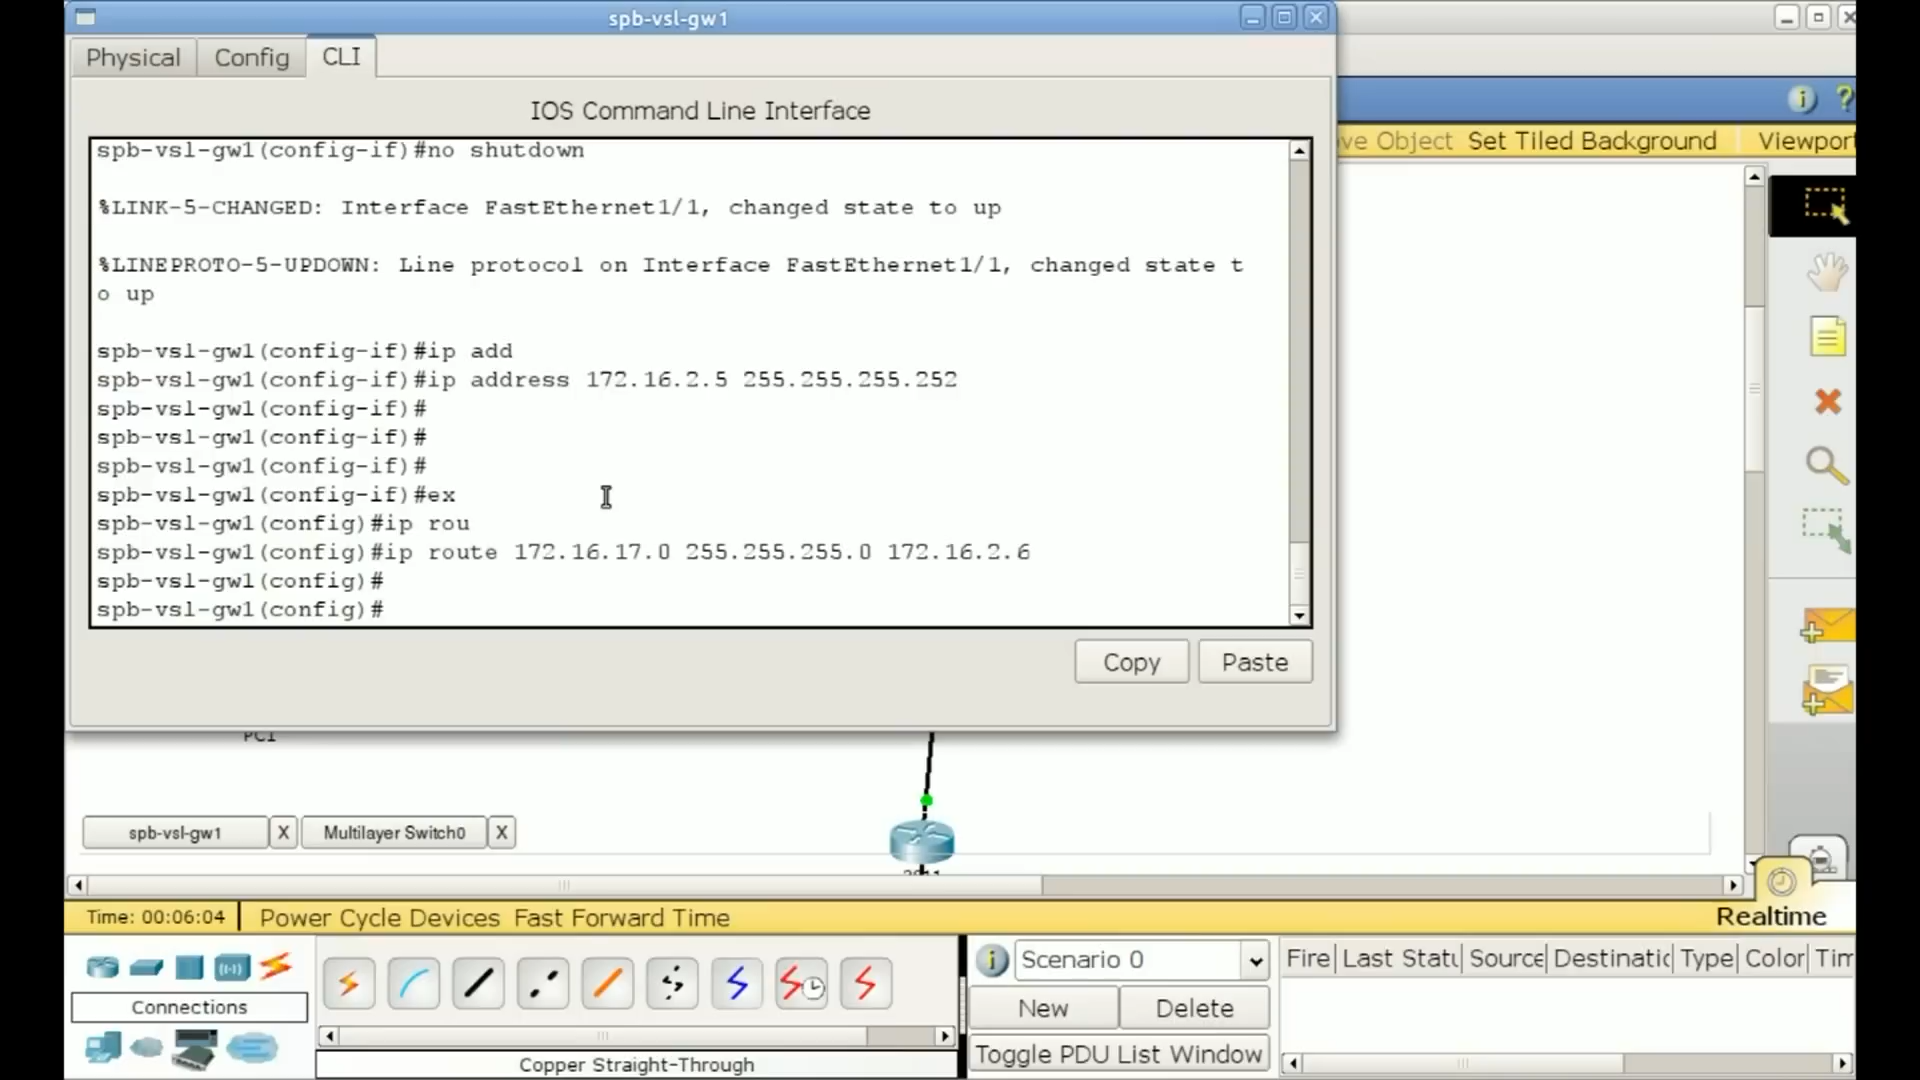 spb-vsl-gw1
Physical
Config
CLI
IOS Command Line Interface
spb-vsl-gw1(config-if)#no shutdown
%LINK-5-CHANGED: Interface FastEthernet1/1, changed state to up
%LINEPROTO-5-UPDOWN: Line protocol on Interface FastEthernet1/1, changed state t
o up
spb-vsl-gw1(config-if)#ip add
spb-vsl-gw1(config-if)#ip address 172.16.2.5 255.255.255.252
spb-vsl-gw1(config-if)#
spb-vsl-gw1(config-if)#
spb-vsl-gw1(config-if)#
spb-vsl-gw1(config-if)#ex
spb-vsl-gw1(config)#ip rou
spb-vsl-gw1(config)#ip route 172.16.17.0 255.255.255.0 172.16.2.6
spb-vsl-gw1(config)#
spb-vsl-gw1(config)#
Copy
Paste
ve Object
Set Tiled Background
Viewport
spb-vsl-gw1 X
Multilayer Switch0 X
Time: 00:06:04
Power Cycle Devices Fast Forward Time
Realtime
Connections
Copper Straight-Through
Scenario 0
New
Delete
Toggle PDU List Window
Fire Last Statu Source Destinatic Type Color Tim